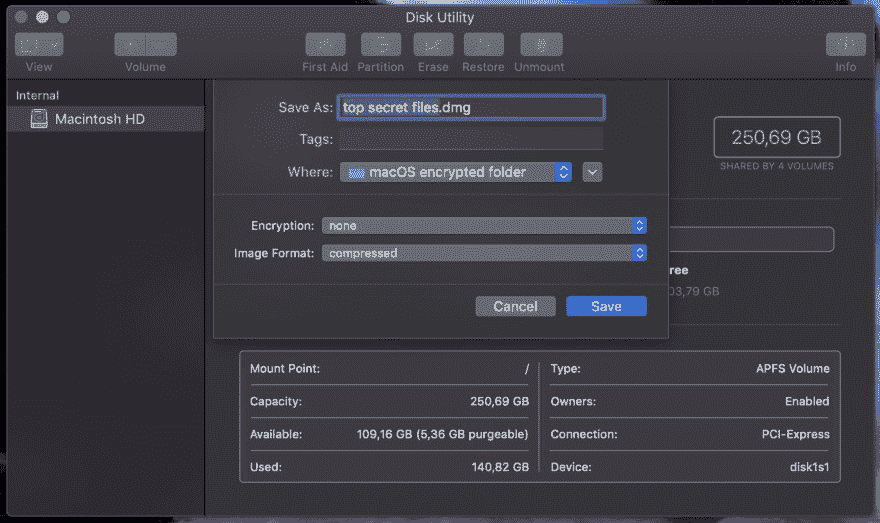 Disk Utility
View Volume First Aid Partition Erase Restore Unmount Info
Internal
Macintosh HD
Save As: top secret files.dmg
Tags:
Where: macOS encrypted folder
250,69 GB
SHARED BY 4 VOLUMES
Encryption: none
Image Format: compressed
ree
03,79 GB
Cancel Save
Mount Point: / Type: APFS Volume
Capacity: 250,69 GB Owners: Enabled
Available: 109,16 GB (5,36 GB purgeable) Connection: PCI-Express
Used: 140,82 GB Device: disk1s1